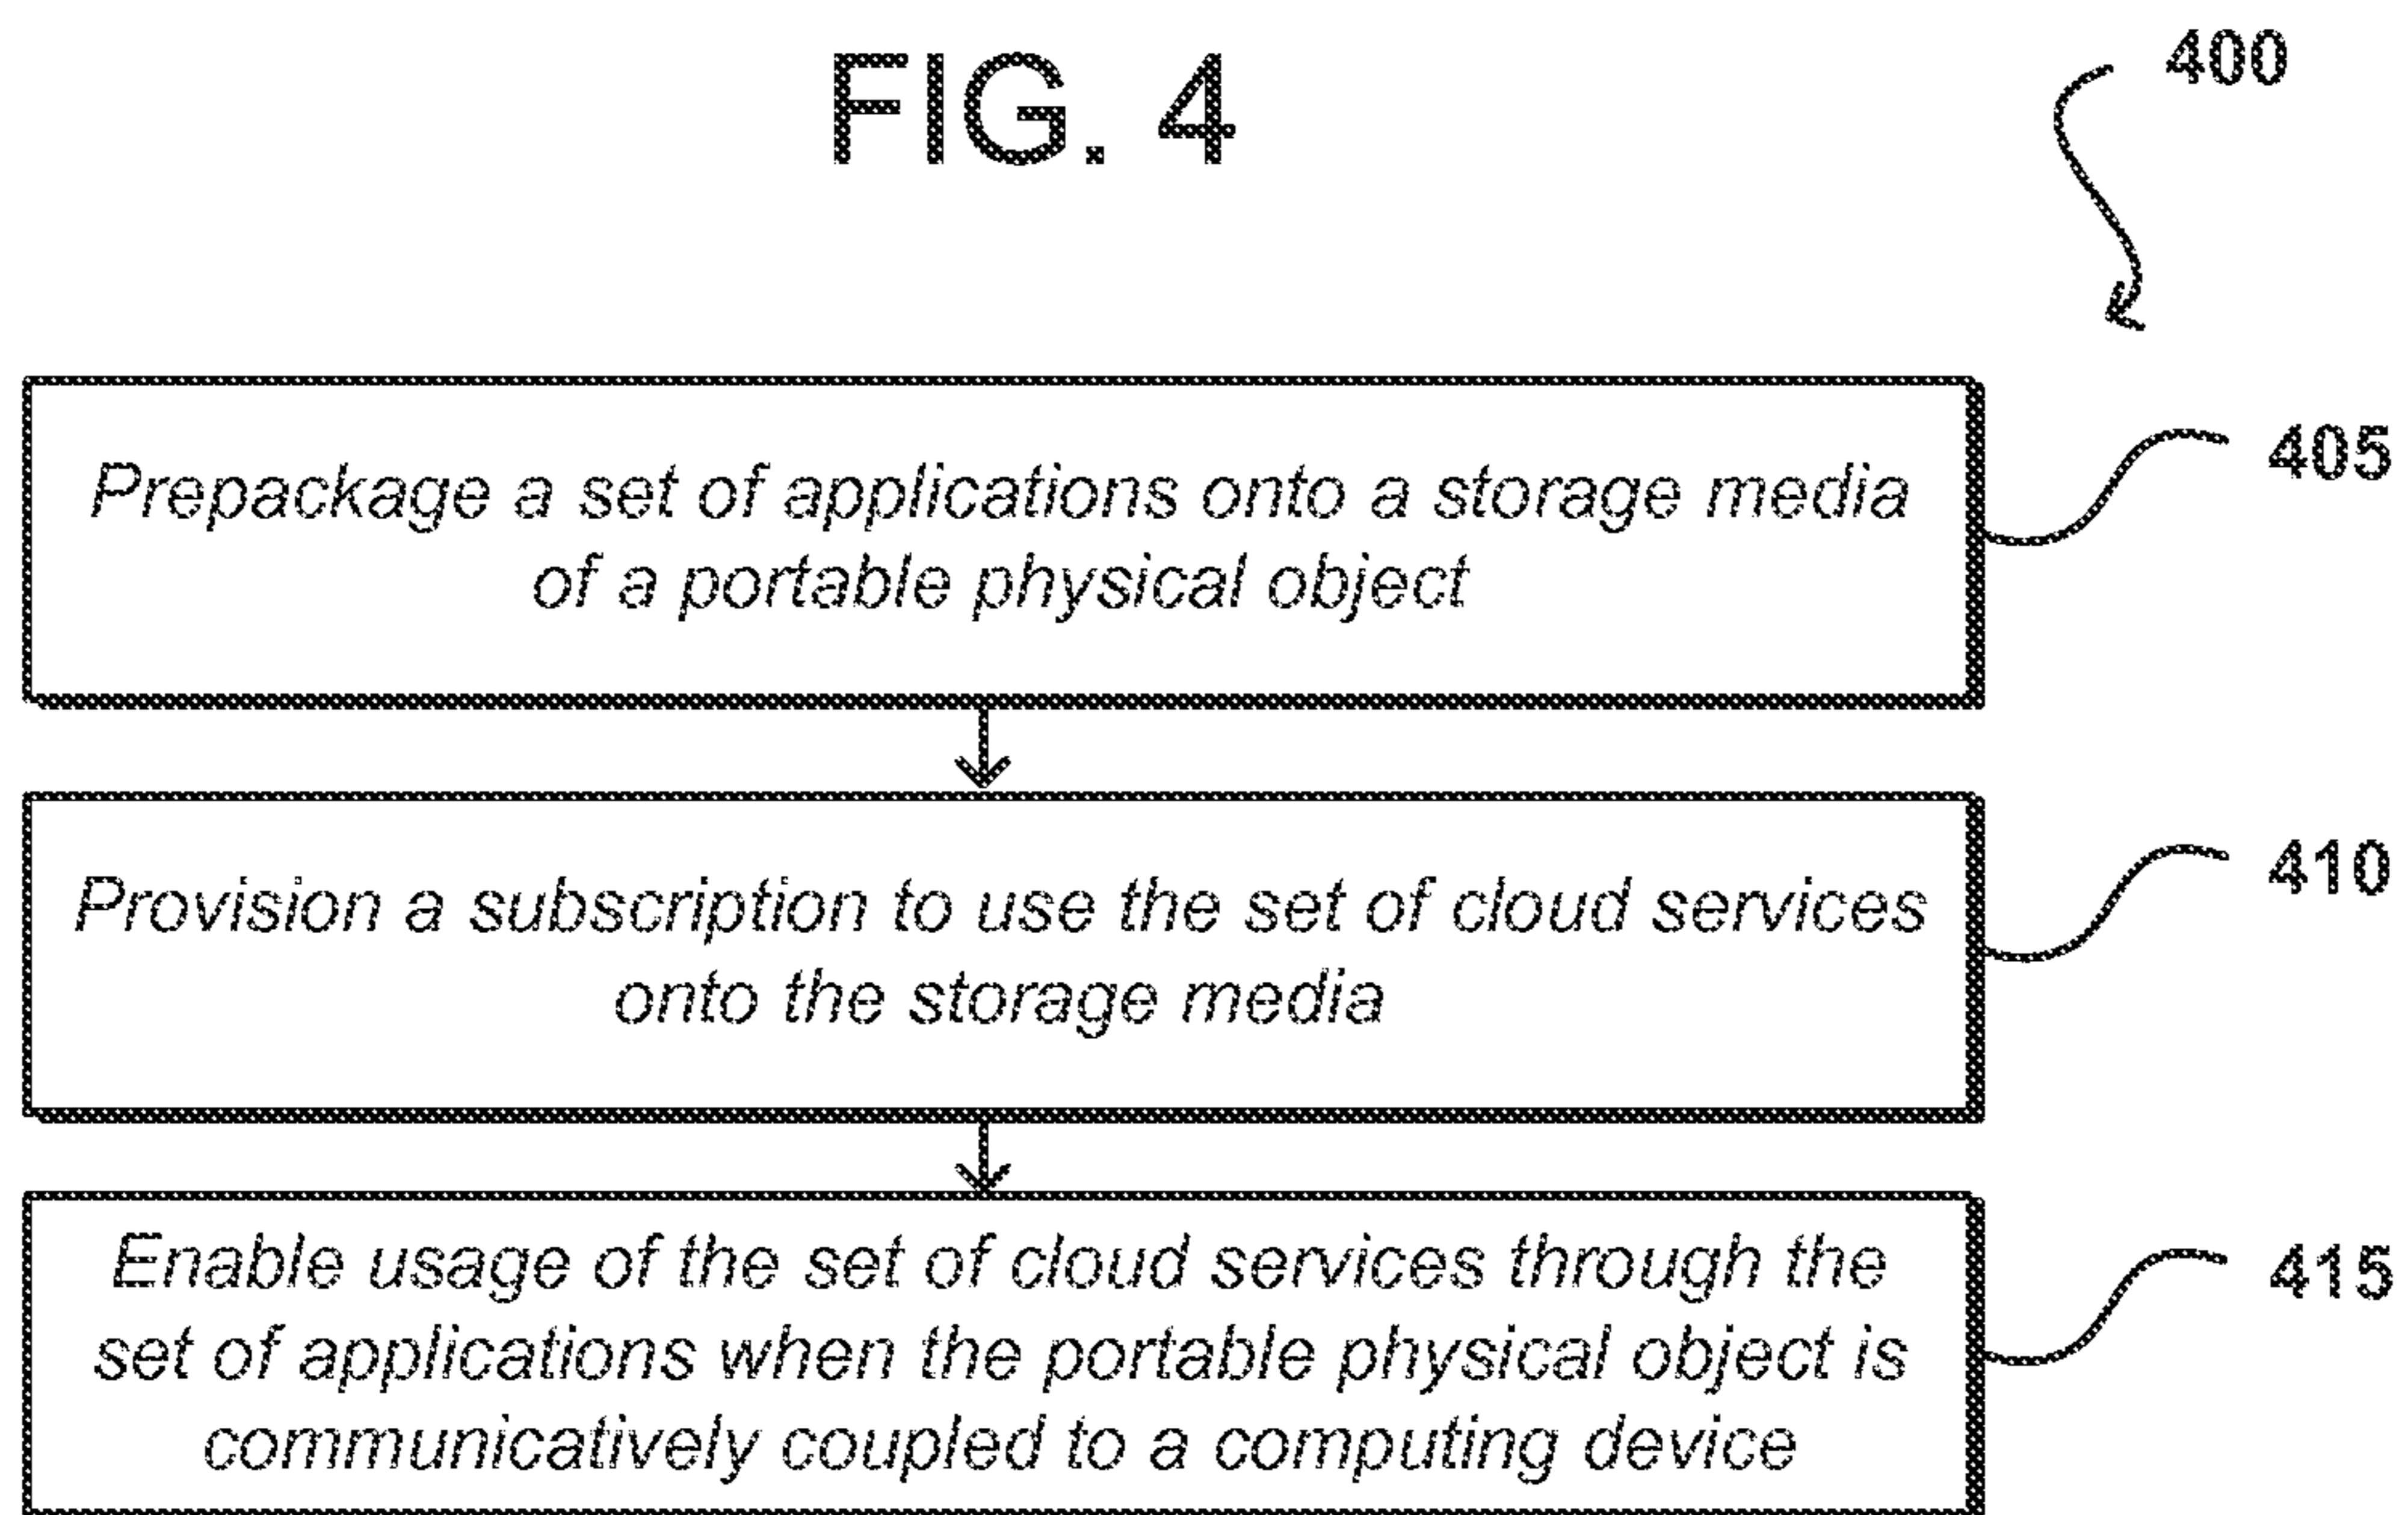 FIG. 4
400
Prepackage a set of applications onto a storage media
of a portable physical object
405
Provision a subscription to use the set of cloud services
onto the storage media
410
Enable usage of the set of cloud services through the
set of applications when the portable physical object is
communicatively coupled to a computing device
415